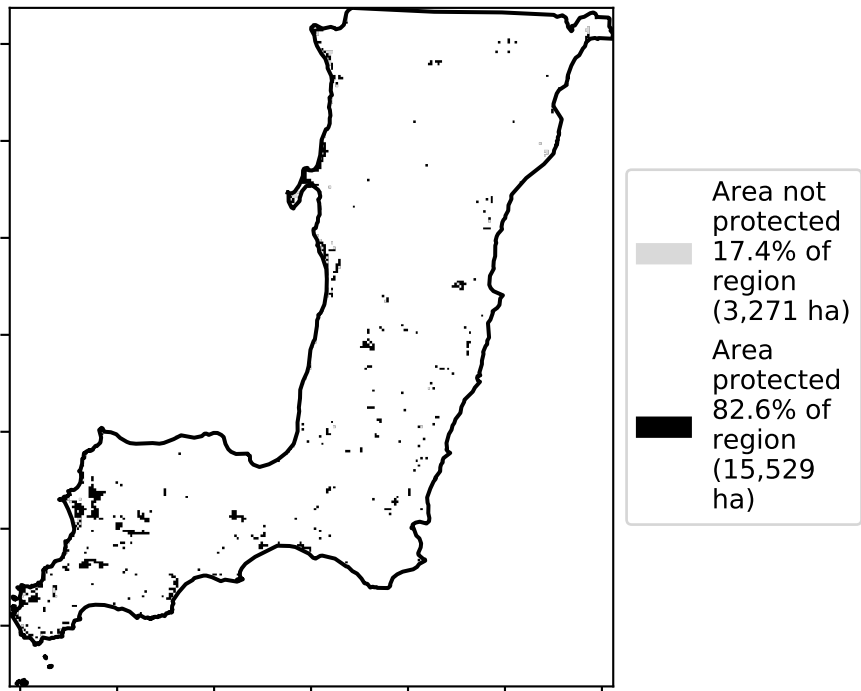 Area not
protected
17.4% of
region
(3,271 ha)
Area
protected
82.6% of
region
(15,529
ha)